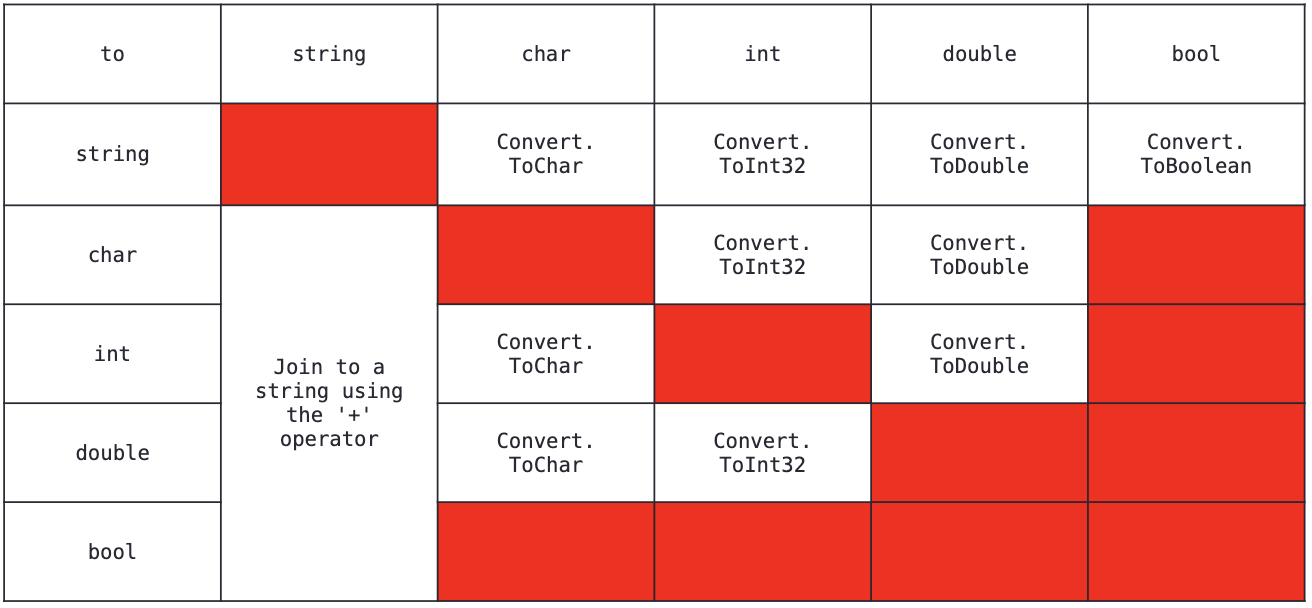 to
string
char
int
double
bool
string
Convert.
ToChar
Convert.
ToInt32
Convert.
ToDouble
Convert.
ToBoolean
char
Convert.
ToInt32
Convert.
ToDouble
int
Join to a
string using
the '+'
operator
Convert.
ToChar
Convert.
ToDouble
double
Convert.
ToChar
Convert.
ToInt32
bool